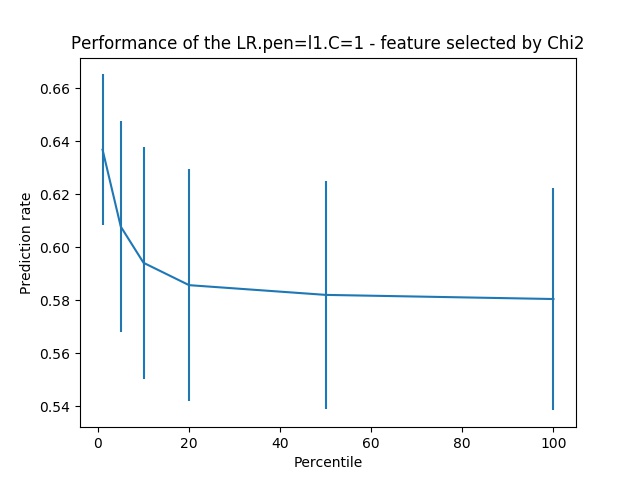 Performance of the LR.pen=l1.C=1 - feature selected by Chi2
0.66
0.64
0.62
0.60
0.58
0.56
0.54
Prediction rate
0 20 40 60 80 100
Percentile